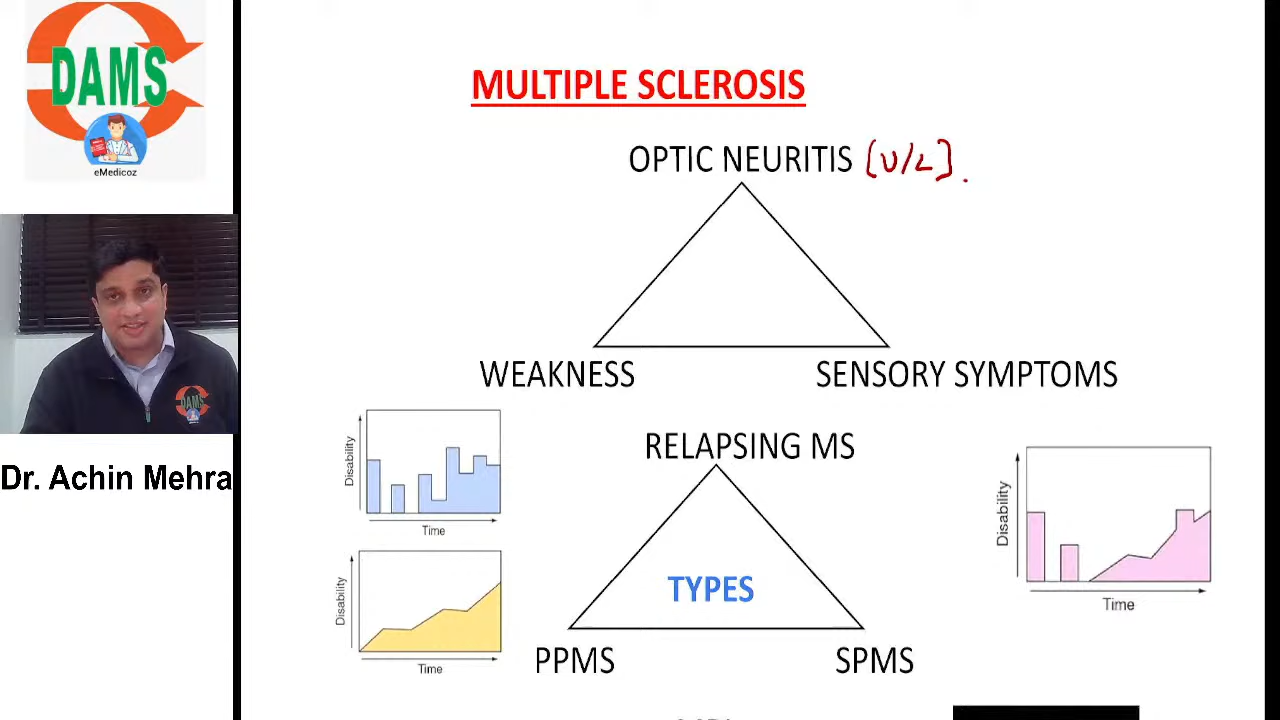 DAMS
eMedicoz
DAMS
Dr. Achin Mehra
MULTIPLE SCLEROSIS
OPTIC NEURITIS [U/L].
WEAKNESS
SENSORY SYMPTOMS
Disability
Time
Disability
Time
RELAPSING MS
TYPES
PPMS
SPMS
Disability
Time